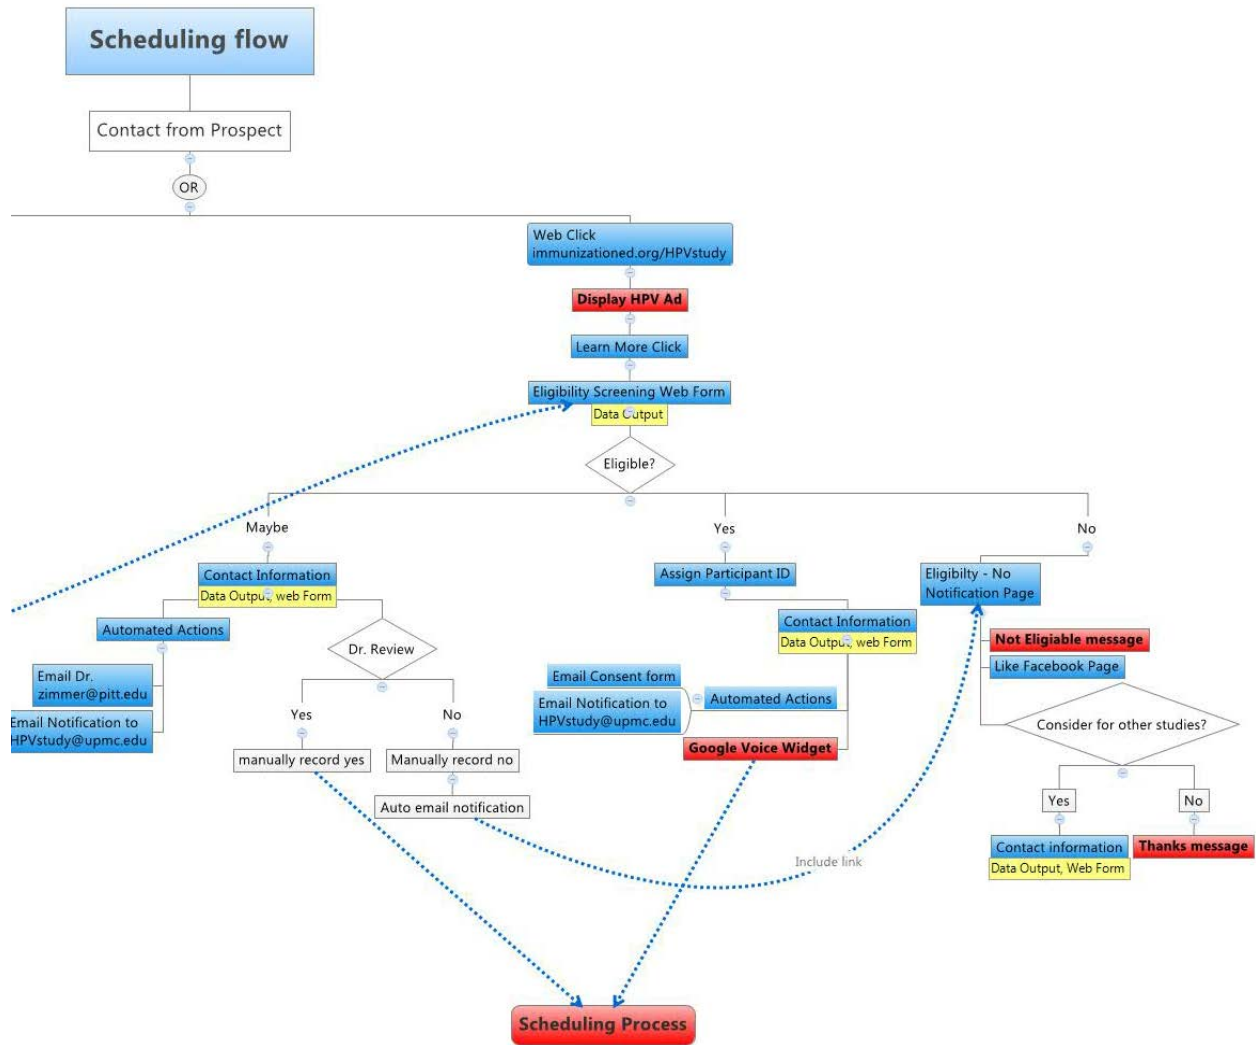 Scheduling flow
Contact from Prospect
OR
Web Click
immunizationed.org/HPVstudy
Display HPV Ad
Learn More Click
Eligibility Screening Web Form
Data Output
Eligible?
Maybe
Yes
No
Contact Information
Data Output, web Form
Assign Participant ID
Eligibilty - No
Notification Page
Automated Actions
Dr. Review
Contact Information
Data Output, web Form
Not Eligiable message
Like Facebook Page
Email Dr.
zimmer@pitt.edu
Email Notification to
HPVstudy@upmc.edu
Yes
No
manually record yes
Manually record no
Auto email notification
Email Consent form
Email Notification to
HPVstudy@upmc.edu
Automated Actions
Google Voice Widget
Consider for other studies?
Yes
No
Contact information
Data Output, Web Form
Thanks message
Include link
Scheduling Process